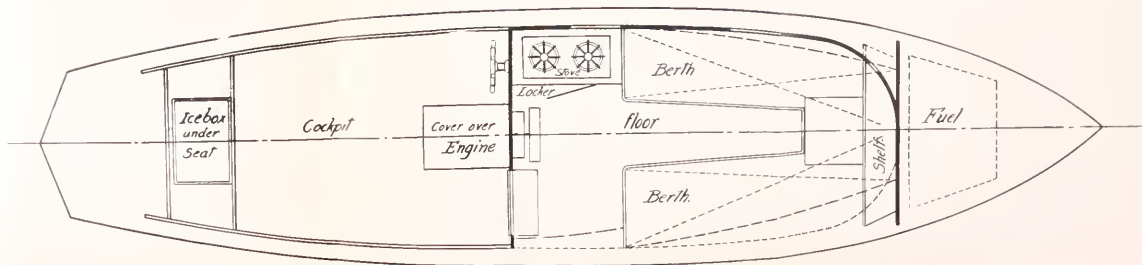 Icebox
under
Seat
Cockpit
Cover over
Engine
Stove
Locker
floor
Berth
Berth.
Shelf.
Fuel